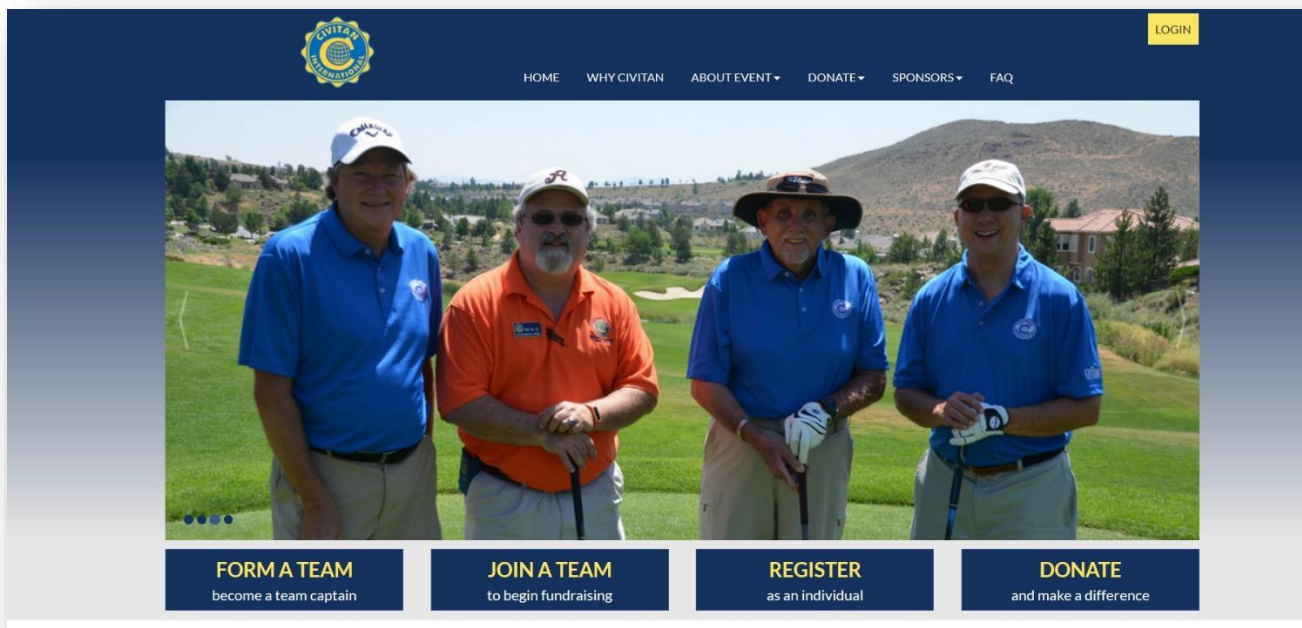 CIVITAN
INTERNATIONAL
LOGIN
HOME WHY CIVITAN ABOUT EVENT DONATE SPONSORS FAQ
Callaway
A
FORM A TEAM
become a team captain
JOIN A TEAM
to begin fundraising
REGISTER
as an individual
DONATE
and make a difference